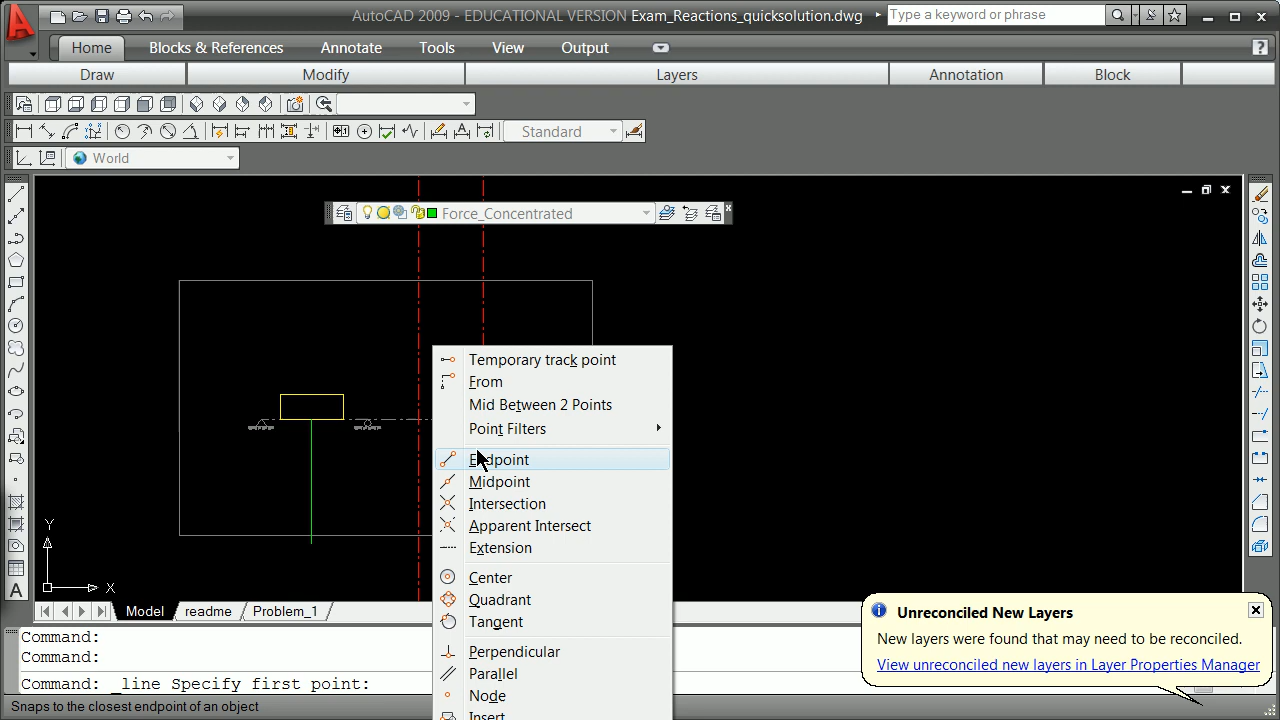 AutoCAD 2009 - EDUCATIONAL VERSION Exam_Reactions_quicksolution.dwg
Type a keyword or phrase
Home Blocks & References Annotate Tools View Output
Draw Modify Layers Annotation Block
Standard
World
Force_Concentrated
Temporary track point
From
Mid Between 2 Points
Point Filters
Endpoint
Midpoint
Intersection
Apparent Intersect
Extension
Center
Quadrant
Tangent
Perpendicular
Parallel
Node
Insert
Y
X
A
Model readme Problem_1
Command:
Command:
Command: _line Specify first point:
Snaps to the closest endpoint of an object
Unreconciled New Layers
New layers were found that may need to be reconciled.
View unreconciled new layers in Layer Properties Manager